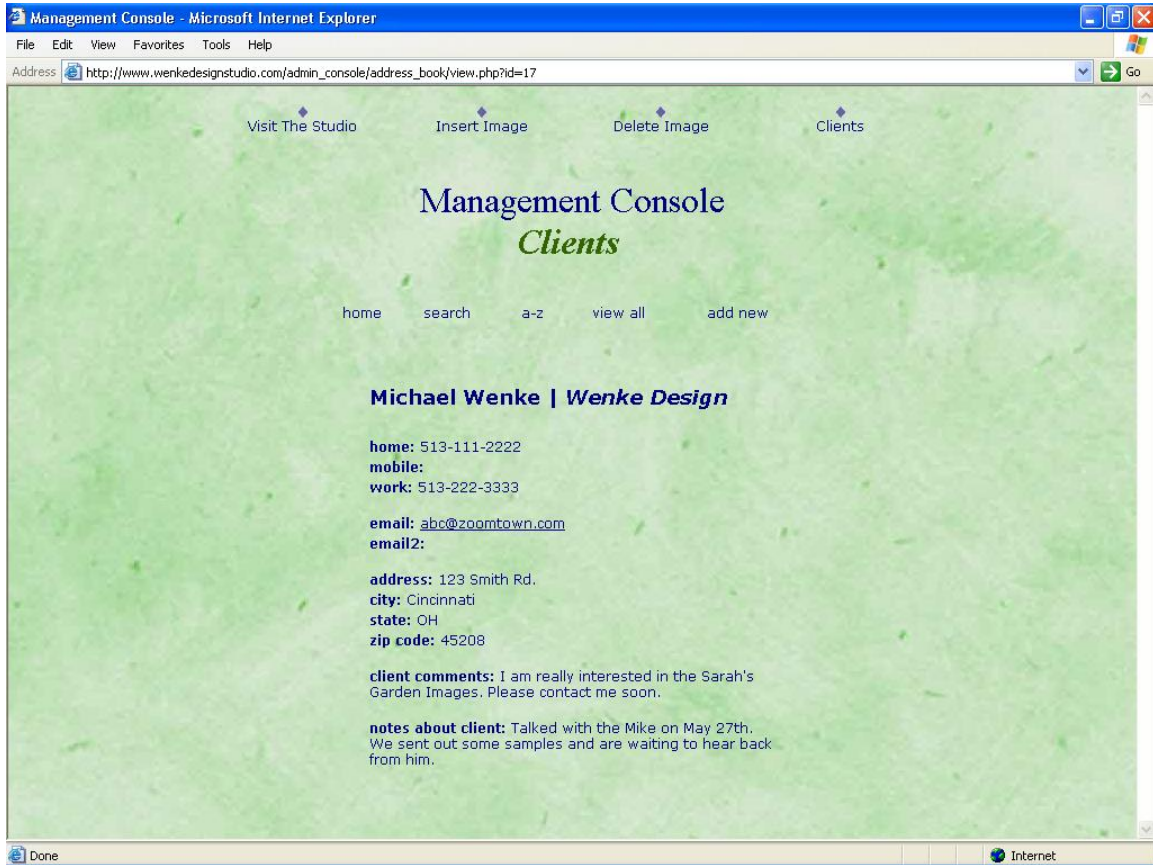 Management Console - Microsoft Internet Explorer
File Edit View Favorites Tools Help
Address http://www.wenkedesignstudio.com/admin_console/address_book/view.php?id=17 Go
Visit The Studio Insert Image Delete Image Clients
Management Console
Clients
home search a-z view all add new
Michael Wenke | Wenke Design
home: 513-111-2222
mobile:
work: 513-222-3333
email: abc@zoomtown.com
email2:
address: 123 Smith Rd.
city: Cincinnati
state: OH
zip code: 45208
client comments: I am really interested in the Sarah's
Garden Images. Please contact me soon.
notes about client: Talked with the Mike on May 27th.
We sent out some samples and are waiting to hear back
from him.
Done Internet